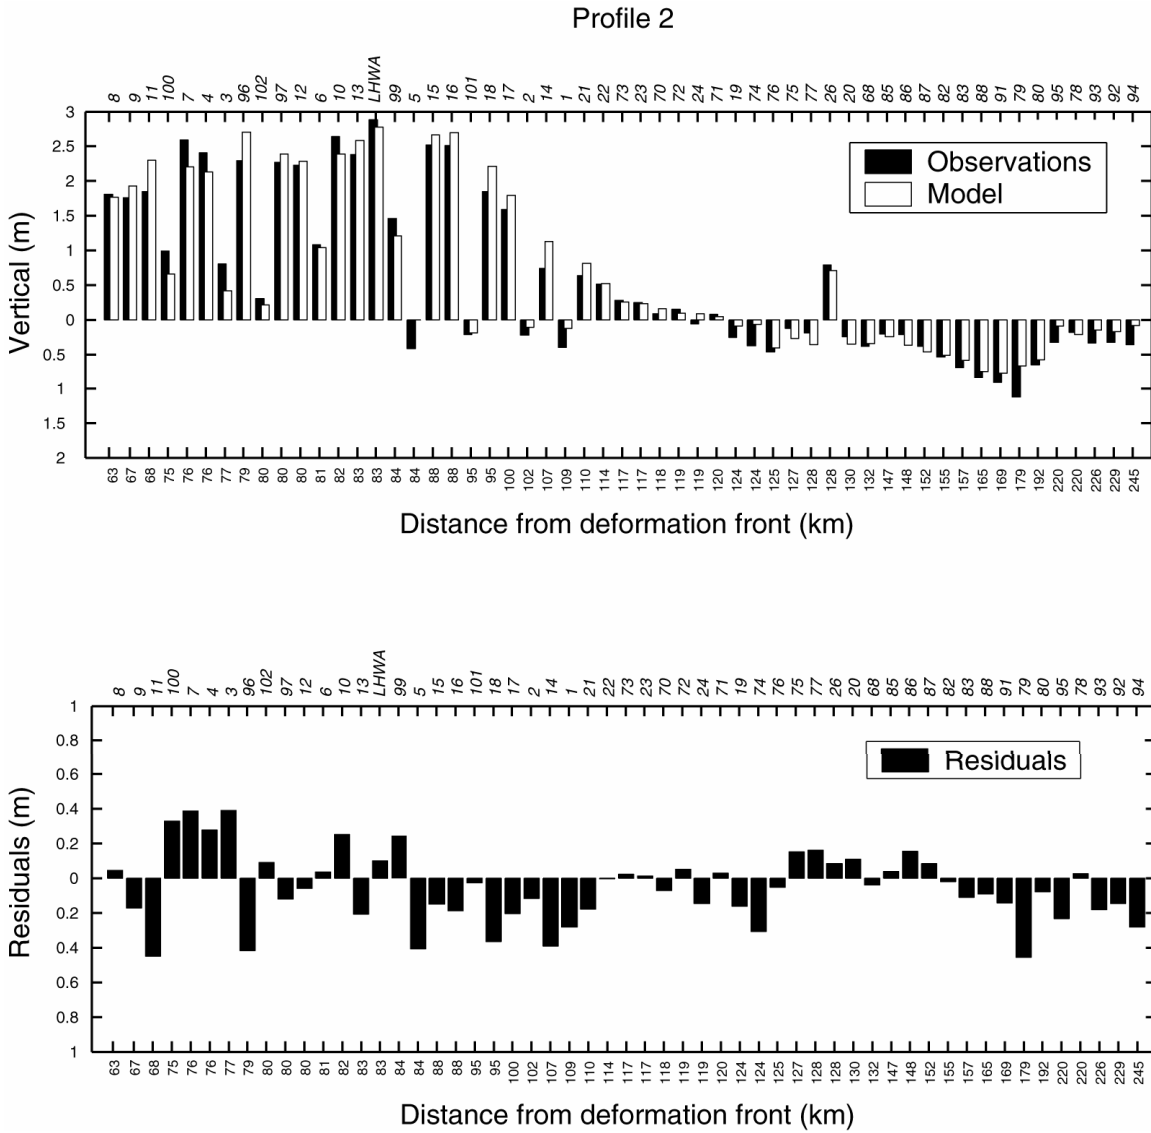 Profile 2
8 9 11 100 7 4 3 96 102 97 12 6 10 13 LHWA 99 5 15 16 101 18 17 2 14 1 21 22 73 23 70 72 24 71 19 74 76 75 77 26 20 68 85 86 87 82 83 88 91 79 80 95 78 93 92 94
3
2.5
2
1.5
1
0.5
0
0.5
1
1.5
2
Vertical (m)
Observations
Model
63 67 68 75 76 76 77 79 80 80 80 81 82 83 83 84 84 88 88 95 95 100 102 107 109 110 114 117 117 118 119 119 120 124 124 125 127 128 128 130 132 147 148 152 155 157 165 169 179 192 220 220 226 229 245
Distance from deformation front (km)
8 9 11 100 7 4 3 96 102 97 12 6 10 13 LHWA 99 5 15 16 101 18 17 2 14 1 21 22 73 23 70 72 24 71 19 74 76 75 77 26 20 68 85 86 87 82 83 88 91 79 80 95 78 93 92 94
1
0.8
0.6
0.4
0.2
0
0.2
0.4
0.6
0.8
1
Residuals (m)
Residuals
63 67 68 75 76 76 77 79 80 80 80 81 82 83 83 84 84 88 88 95 95 100 102 107 109 110 114 117 117 118 119 119 120 124 124 125 127 128 128 130 132 147 148 152 155 157 165 169 179 192 220 220 226 229 245
Distance from deformation front (km)